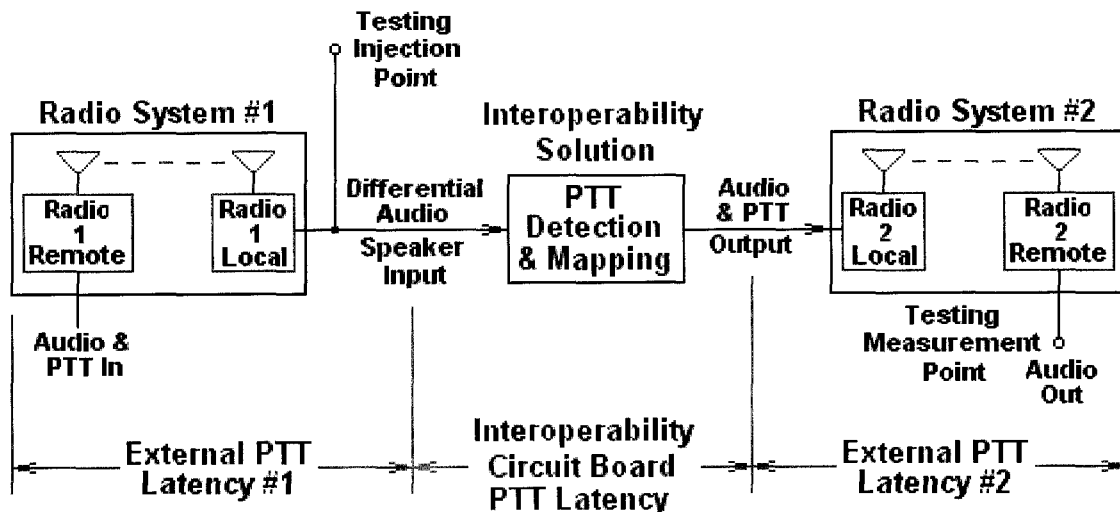 Testing
Injection
Point
Radio System #1
Radio
1
Remote
Radio
1
Local
Audio &
PTT In
Differential
Audio
Speaker
Input
Interoperability
Solution
PTT
Detection
& Mapping
Audio
& PTT
Output
Radio System #2
Radio
2
Local
Radio
2
Remote
Testing
Measurement
Point
Audio
Out
External PTT
Latency #1
Interoperability
Circuit Board
PTT Latency
External PTT
Latency #2